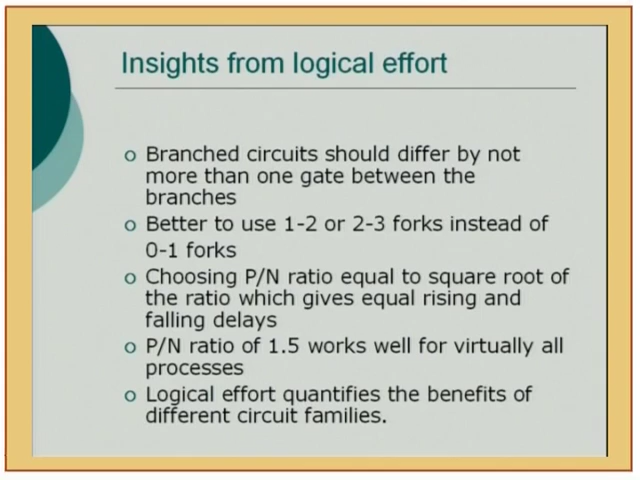 Insights from logical effort
o Branched circuits should differ by not
more than one gate between the
branches
o Better to use 1-2 or 2-3 forks instead of
0-1 forks
o Choosing P/N ratio equal to square root of
the ratio which gives equal rising and
falling delays
o P/N ratio of 1.5 works well for virtually all
processes
o Logical effort quantifies the benefits of
different circuit families.